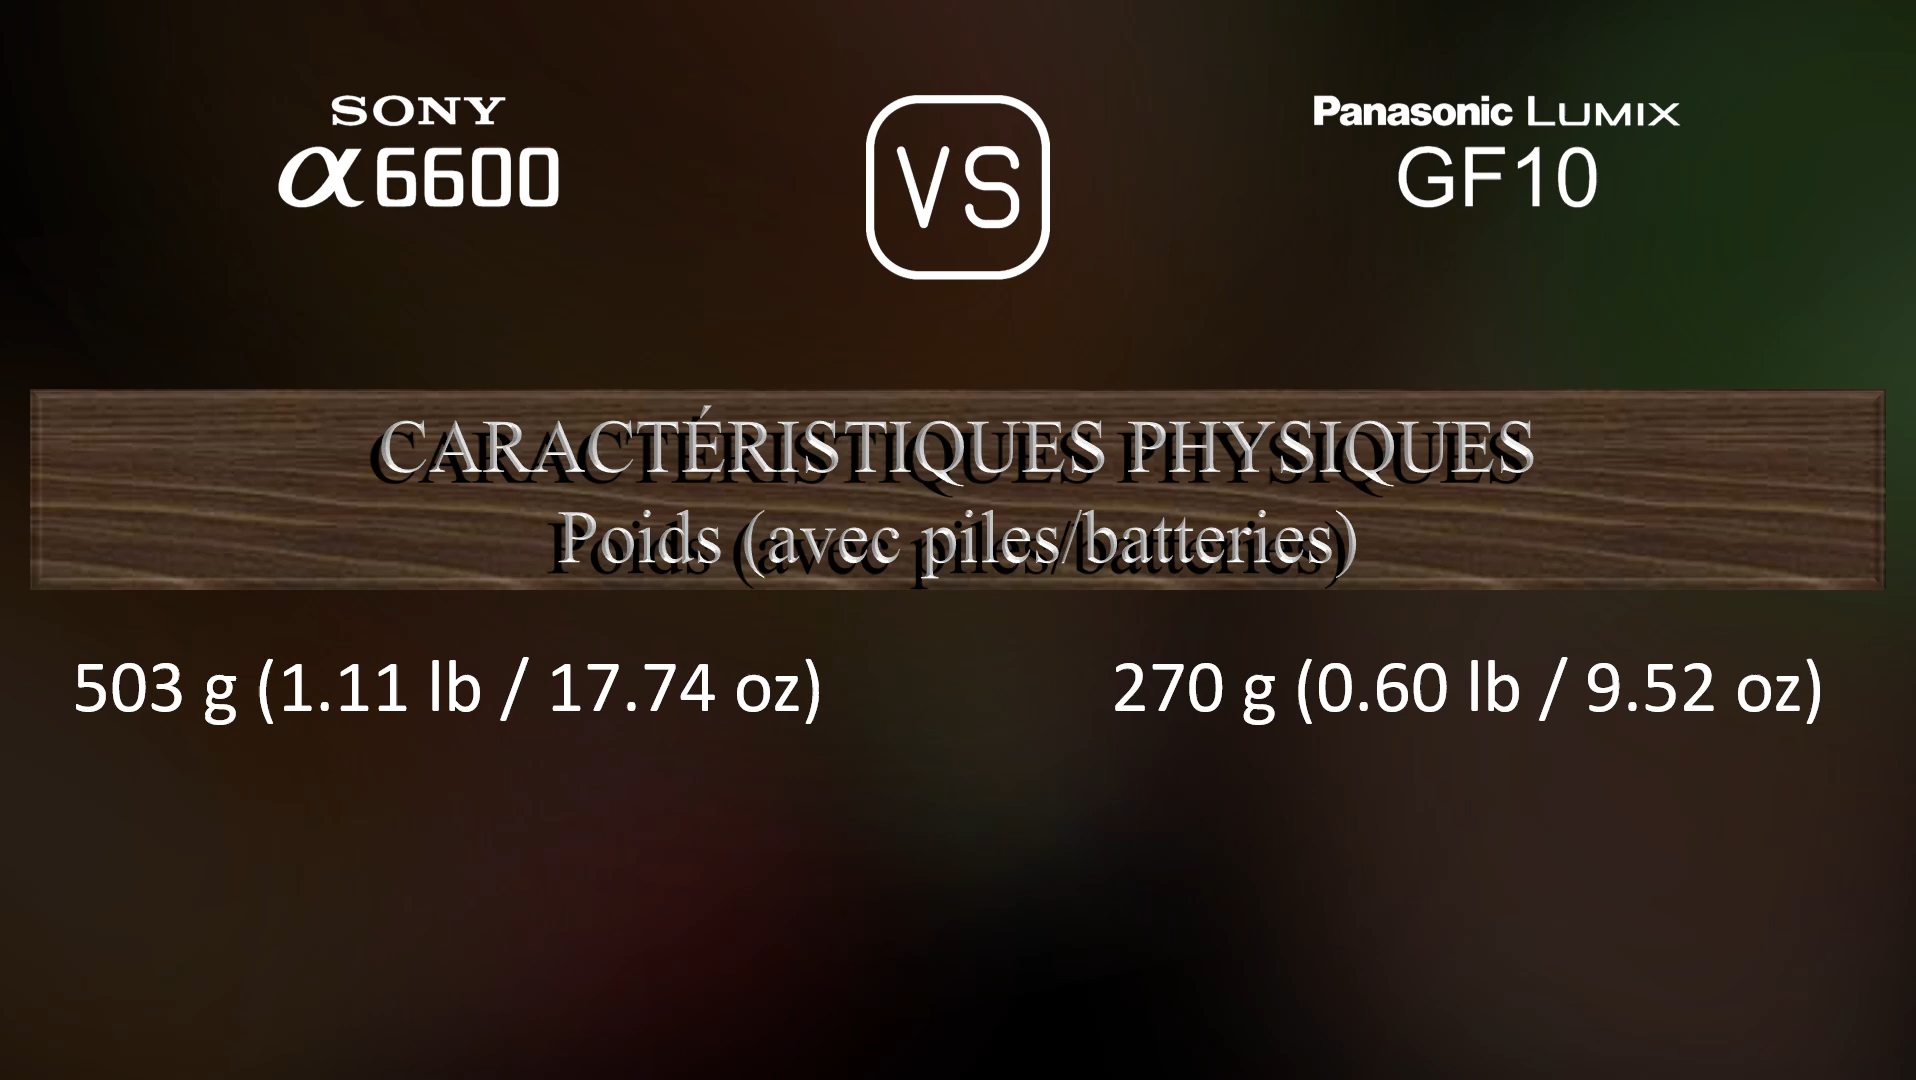 SONY
α6600
VS
Panasonic LUMIX
GF10
CARACTÉRISTIQUES PHYSIQUES
Poids (avec piles/batteries)
503 g (1.11 lb / 17.74 oz)
270 g (0.60 lb / 9.52 oz)